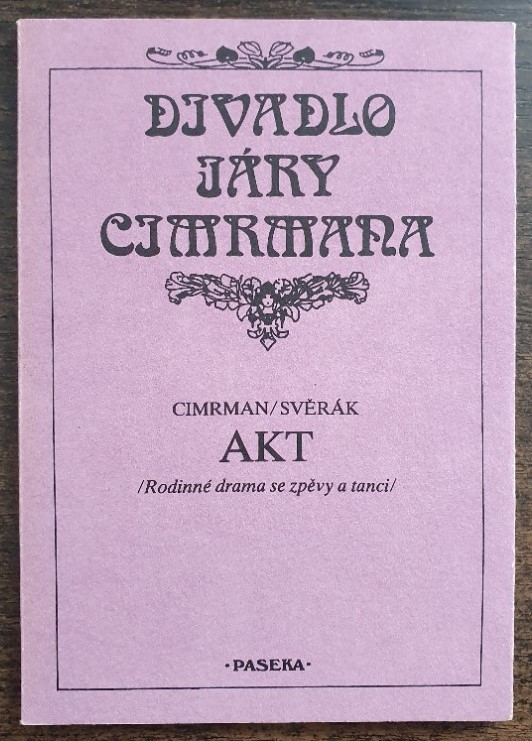 DIVADLO
JÁRY
CIMRMANA
CIMRMAN/SVĚRÁK
AKT
/Rodinné drama se zpěvy a tanci/
·PASEKA·